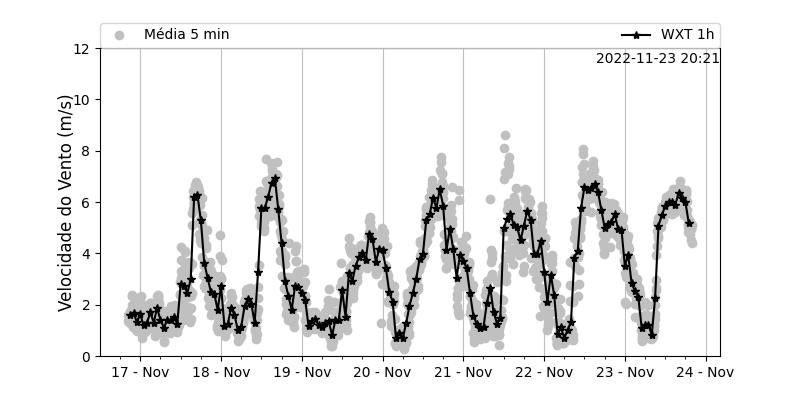 Média 5 min
WXT 1h
2022-11-23 20:21
Velocidade do Vento (m/s)
12
10
8
6
4
2
0
17 - Nov
18 - Nov
19 - Nov
20 - Nov
21 - Nov
22 - Nov
23 - Nov
24 - Nov